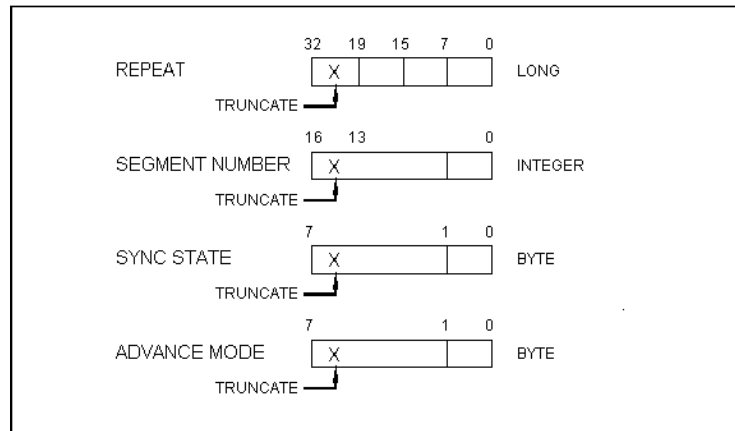 32 19 15 7 0
REPEAT X LONG
TRUNCATE
16 13 0
SEGMENT NUMBER X INTEGER
TRUNCATE
7 1 0
SYNC STATE X BYTE
TRUNCATE
7 1 0
ADVANCE MODE X BYTE
TRUNCATE